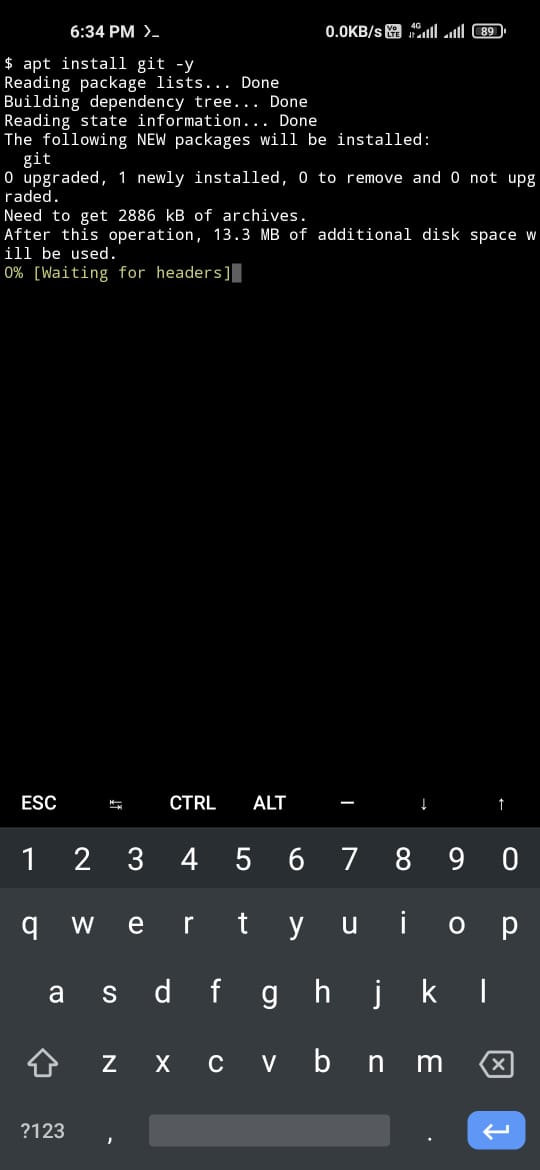 6:34 PM >_ 0.0KB/s VoLTE 4G 89
$ apt install git -y
Reading package lists... Done
Building dependency tree... Done
Reading state information... Done
The following NEW packages will be installed:
  git
0 upgraded, 1 newly installed, 0 to remove and 0 not upg
raded.
Need to get 2886 kB of archives.
After this operation, 13.3 MB of additional disk space w
ill be used.
0% [Waiting for headers]
ESC ↹ CTRL ALT — ↓ ↑
1 2 3 4 5 6 7 8 9 0
q w e r t y u i o p
a s d f g h j k l
z x c v b n m
?123 , .